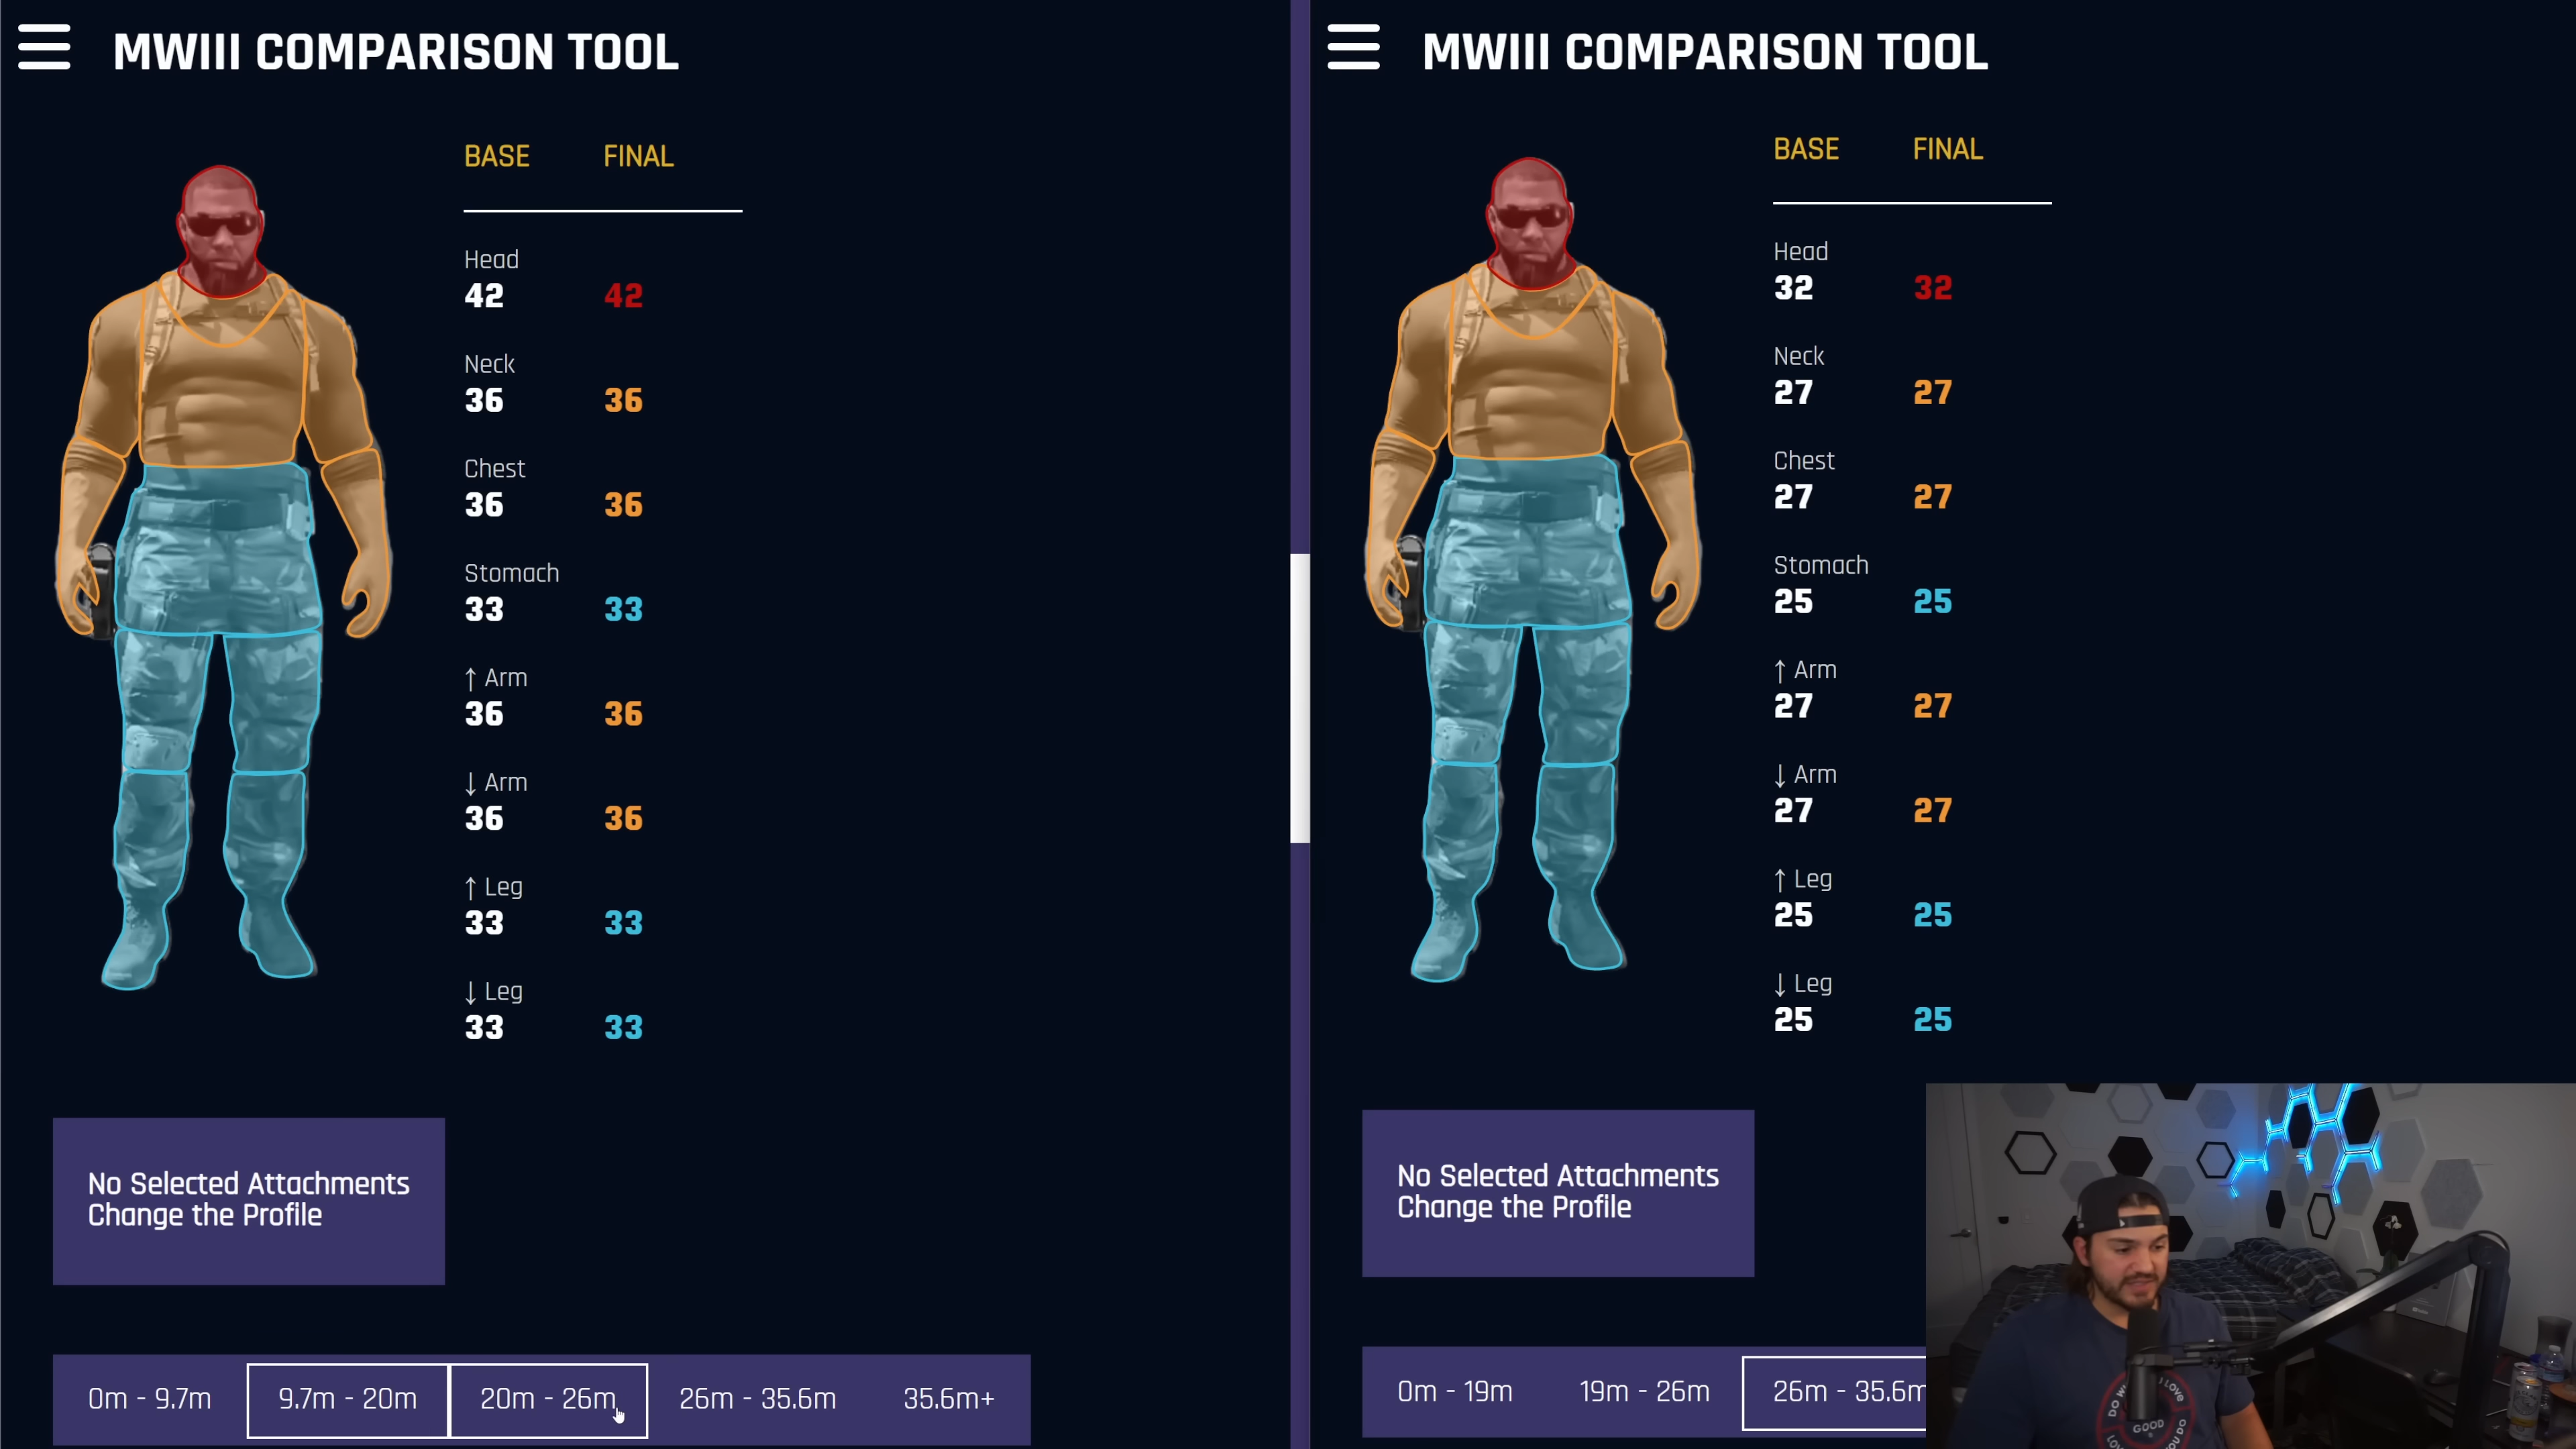 MWIII COMPARISON TOOL
BASE FINAL
Head
42 42
Neck
36 36
Chest
36 36
Stomach
33 33
↑ Arm
36 36
↓ Arm
36 36
↑ Leg
33 33
↓ Leg
33 33
No Selected Attachments
Change the Profile
0m - 9.7m 9.7m - 20m 20m - 26m 26m - 35.6m 35.6m+
MWIII COMPARISON TOOL
BASE FINAL
Head
32 32
Neck
27 27
Chest
27 27
Stomach
25 25
↑ Arm
27 27
↓ Arm
27 27
↑ Leg
25 25
↓ Leg
25 25
No Selected Attachments
Change the Profile
0m - 19m 19m - 26m 26m - 35.6m
GOOD